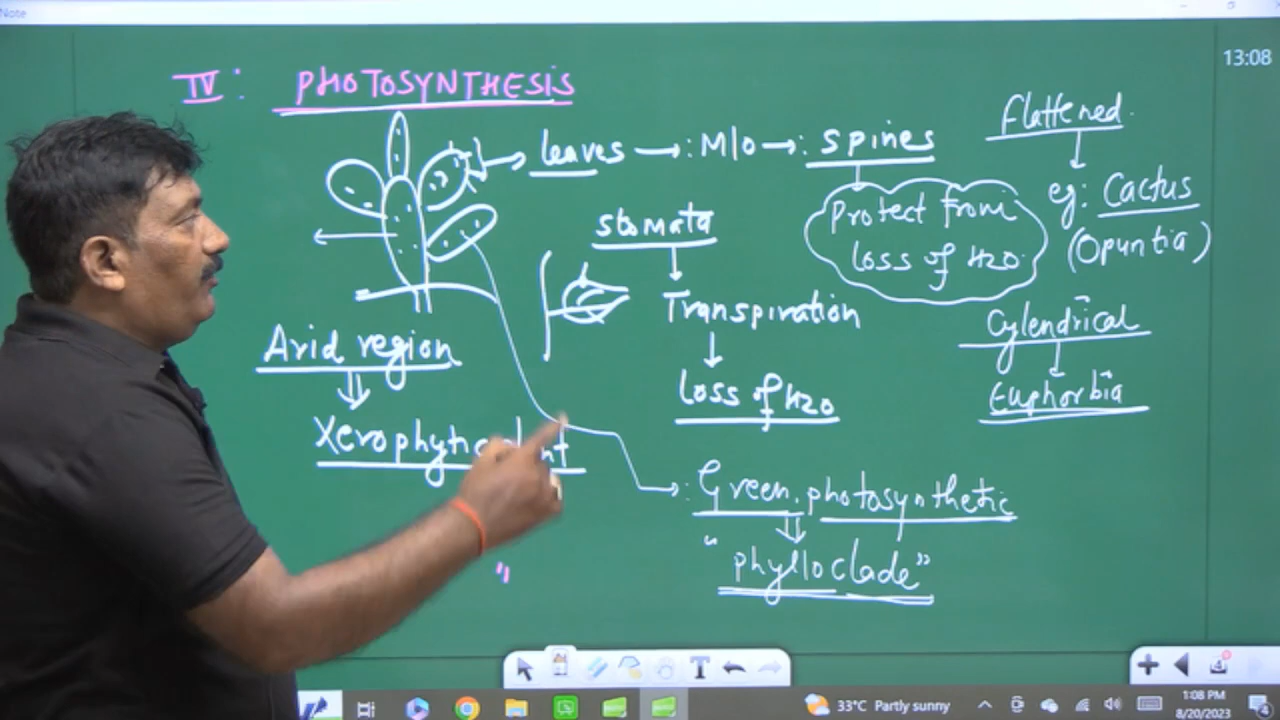 Note
13:08
IV : PHOTOSYNTHESIS
leaves → : M/o → : spines
Protect from
loss of H2O
flattened
eg: Cactus
(Opuntia)
stomata
Transpiration
Loss of H2O
Cylendrical
Euphorbia
Arid region
: Green, photosynthetic
"phylloclade"
33°C Partly sunny
1:08 PM
8/20/2023